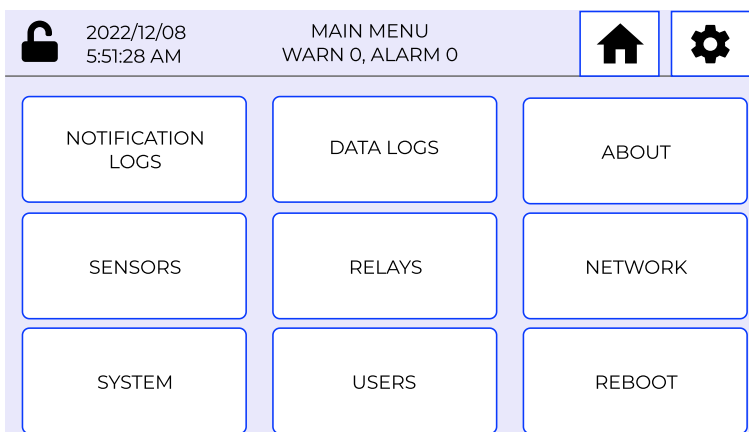 2022/12/08
5:51:28 AM
MAIN MENU
WARN 0, ALARM 0
NOTIFICATION
LOGS
DATA LOGS
ABOUT
SENSORS
RELAYS
NETWORK
SYSTEM
USERS
REBOOT